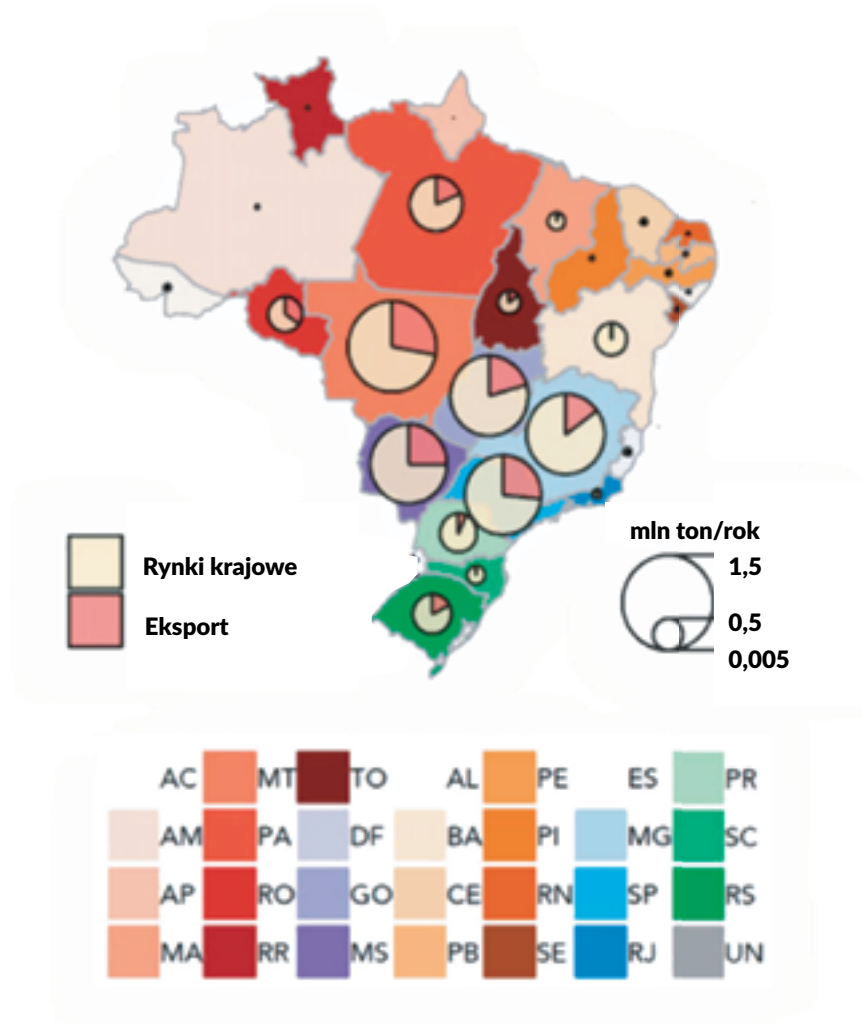 mln ton/rok
Rynki krajowe
1,5
Eksport
0,5
0,005
AC MT TO AL PE ES PR
AM PA DF BA PI MG SC
AP RO GO CE RN SP RS
MA RR MS PB SE RJ UN